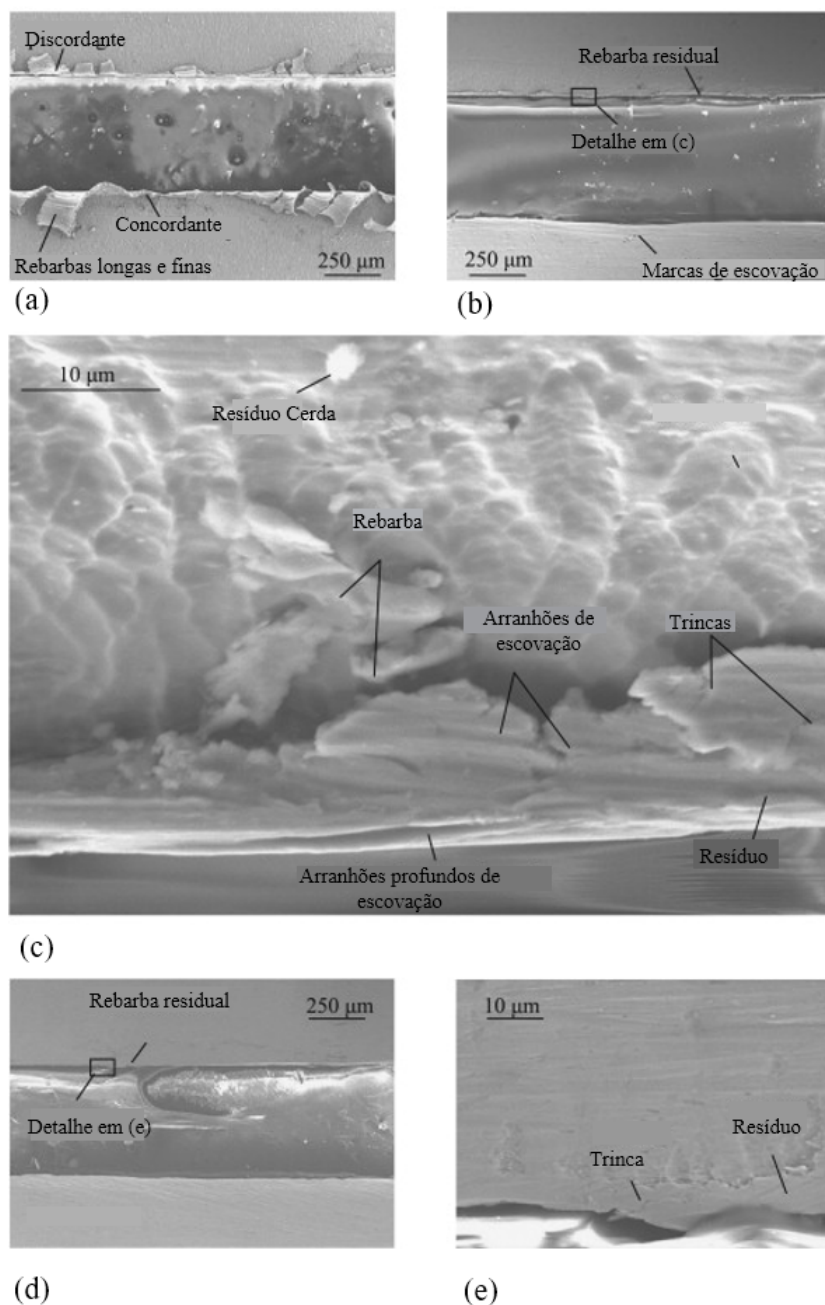 Discordante
Concordante
Rebarbas longas e finas
250 μm
(a)
Rebarba residual
Detalhe em (c)
250 μm
Marcas de escovação
(b)
10 μm
Resíduo Cerda
Rebarba
Arranhões de
escovação
Trincas
Arranhões profundos de
escovação
Resíduo
(c)
Rebarba residual
250 μm
Detalhe em (e)
(d)
10 μm
Resíduo
Trinca
(e)